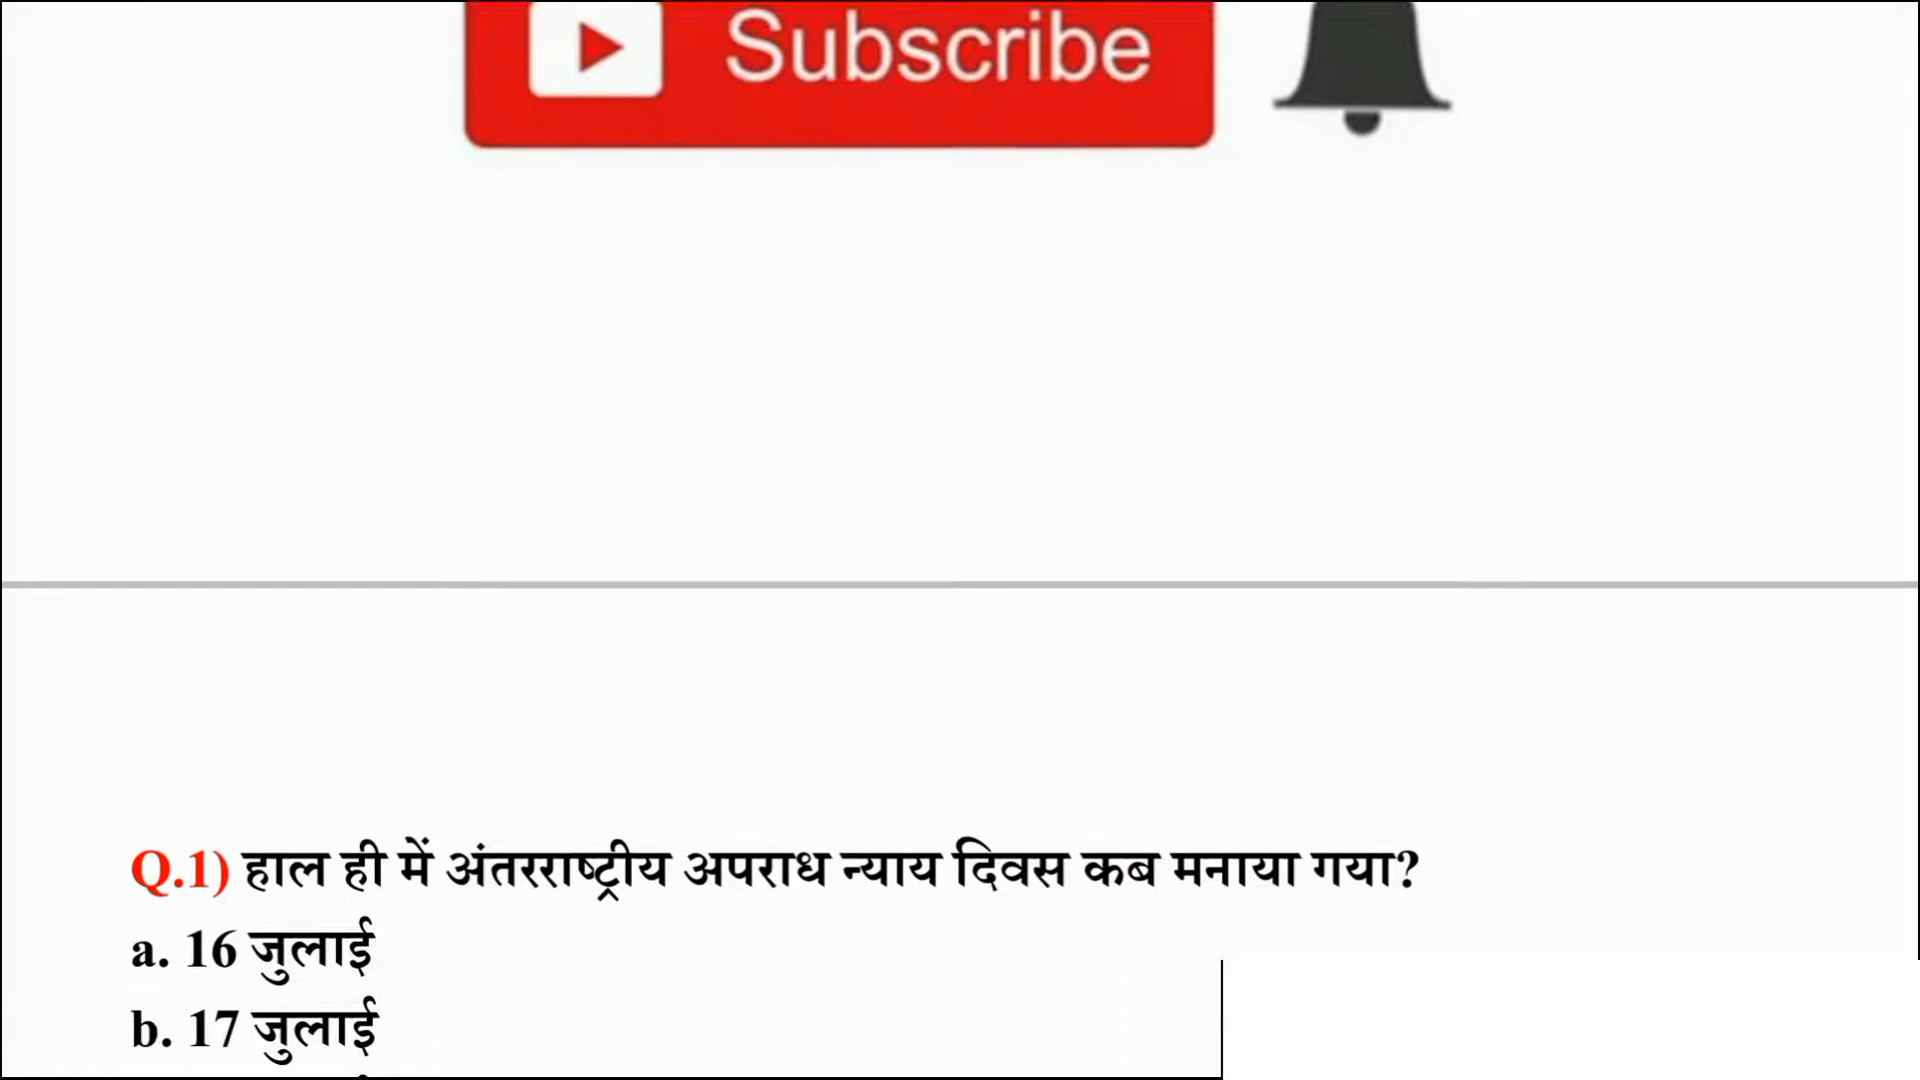 Subscribe
Q.1) हाल ही में अंतरराष्ट्रीय अपराध न्याय दिवस कब मनाया गया?
a. 16 जुलाई
b. 17 जुलाई